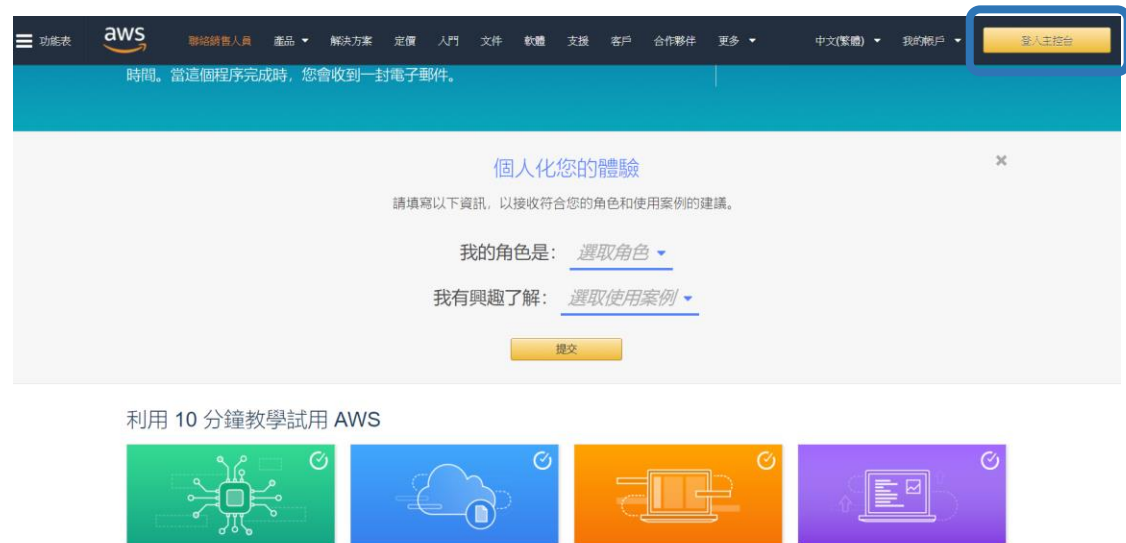 功能表 aws 聯絡銷售人員 產品 解決方案 定價 入門 文件 軟體 支援 客戶 合作夥伴 更多 中文(繁體) 我的帳戶 登入主控台
時間。當這個程序完成時，您會收到一封電子郵件。
個人化您的體驗
請填寫以下資訊，以接收符合您的角色和使用案例的建議。
我的角色是： 選取角色
我有興趣了解： 選取使用案例
提交
利用 10 分鐘教學試用 AWS